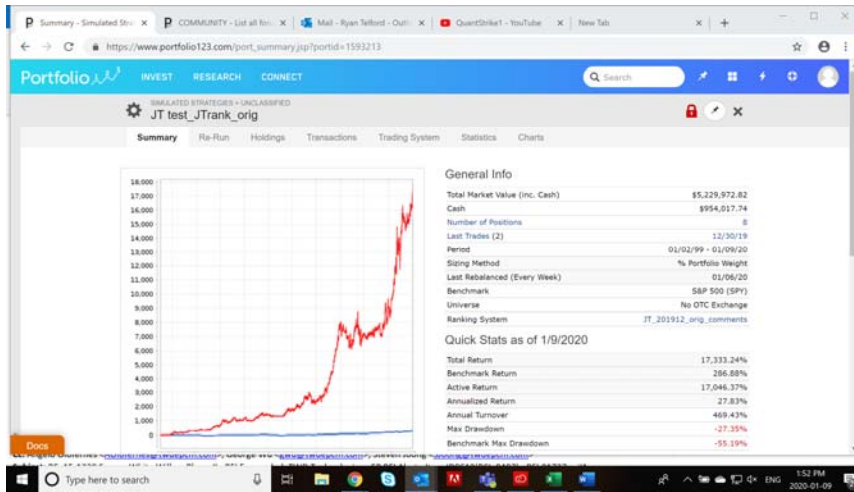 Summary - Simulated Stra
COMMUNITY - List all foru
Mail - Ryan Telford - Outl
QuantStrike1 - YouTube
New Tab
https://www.portfolio123.com/port_summary.jsp?portid=1593213
Portfolio
INVEST
RESEARCH
CONNECT
Search
SIMULATED STRATEGIES • UNCLASSIFIED
JT test_JTrank_orig
Summary
Re-Run
Holdings
Transactions
Trading System
Statistics
Charts
18,000
17,000
16,000
15,000
14,000
13,000
12,000
11,000
10,000
9,000
8,000
7,000
6,000
5,000
4,000
3,000
2,000
1,000
0
General Info
Total Market Value (inc. Cash) $5,229,972.82
Cash $954,017.74
Number of Positions 8
Last Trades (2) 12/30/19
Period 01/02/99 - 01/09/20
Sizing Method % Portfolio Weight
Last Rebalanced (Every Week) 01/06/20
Benchmark S&P 500 (SPY)
Universe No OTC Exchange
Ranking System JT_201912_orig_comments
Quick Stats as of 1/9/2020
Total Return 17,333.24%
Benchmark Return 286.88%
Active Return 17,046.37%
Annualized Return 27.83%
Annual Turnover 469.43%
Max Drawdown -27.35%
Benchmark Max Drawdown -55.19%
Docs
Type here to search
ENG
1:52 PM
2020-01-09